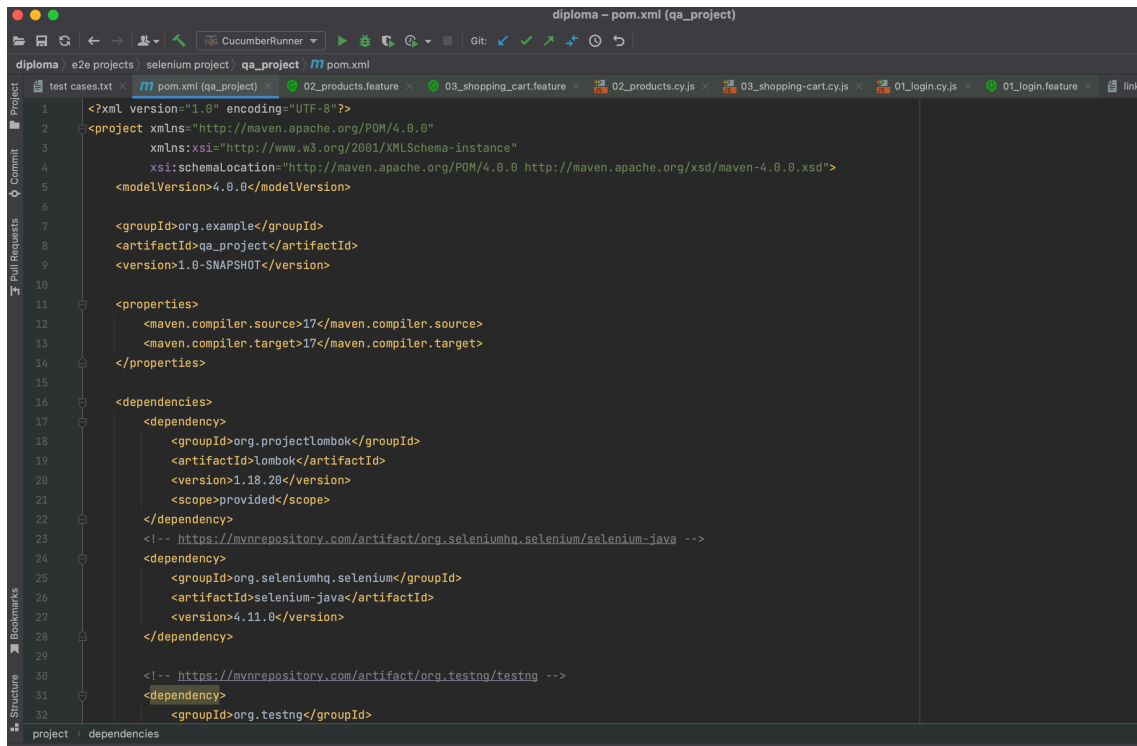 diploma – pom.xml (qa_project)
CucumberRunner
Git:
diploma › e2e projects › selenium project › qa_project › pom.xml
test cases.txt
pom.xml (qa_project)
02_products.feature
03_shopping_cart.feature
02_products.cy.js
03_shopping-cart.cy.js
01_login.cy.js
01_login.feature
Project
Commit
Pull Requests
Bookmarks
Structure
1 <?xml version="1.0" encoding="UTF-8"?>
2 <project xmlns="http://maven.apache.org/POM/4.0.0"
3 xmlns:xsi="http://www.w3.org/2001/XMLSchema-instance"
4 xsi:schemaLocation="http://maven.apache.org/POM/4.0.0 http://maven.apache.org/xsd/maven-4.0.0.xsd">
5 <modelVersion>4.0.0</modelVersion>
6
7 <groupId>org.example</groupId>
8 <artifactId>qa_project</artifactId>
9 <version>1.0-SNAPSHOT</version>
10
11 <properties>
12 <maven.compiler.source>17</maven.compiler.source>
13 <maven.compiler.target>17</maven.compiler.target>
14 </properties>
15
16 <dependencies>
17 <dependency>
18 <groupId>org.projectlombok</groupId>
19 <artifactId>lombok</artifactId>
20 <version>1.18.20</version>
21 <scope>provided</scope>
22 </dependency>
23 <!-- https://mvnrepository.com/artifact/org.seleniumhq.selenium/selenium-java -->
24 <dependency>
25 <groupId>org.seleniumhq.selenium</groupId>
26 <artifactId>selenium-java</artifactId>
27 <version>4.11.0</version>
28 </dependency>
29
30 <!-- https://mvnrepository.com/artifact/org.testng/testng -->
31 <dependency>
32 <groupId>org.testng</groupId>
project › dependencies